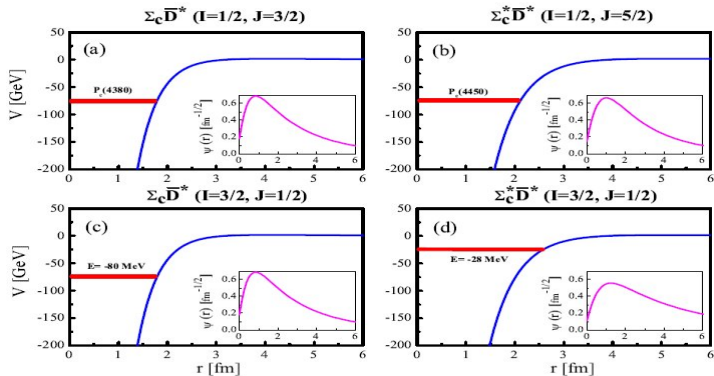 Σc D̅* (I=1/2, J=3/2)
Σc* D̅* (I=1/2, J=5/2)
50
0
-50
-100
-150
-200
V [GeV]
(a)
Pc(4380)
0.6
0.4
0.2
0.0
ψ (r) [fm-1/2]
0 2 4 6
0 1 2 3 4 5 6
50
0
-50
-100
-150
-200
(b)
Pc(4450)
0.6
0.4
0.2
0.0
ψ (r) [fm-1/2]
0 2 4 6
0 1 2 3 4 5 6
Σc D̅* (I=3/2, J=1/2)
Σc* D̅* (I=3/2, J=1/2)
50
0
-50
-100
-150
-200
V [GeV]
(c)
E= -80 MeV
0.6
0.4
0.2
0.0
ψ (r) [fm-1/2]
0 2 4 6
0 1 2 3 4 5 6
r [fm]
50
0
-50
-100
-150
-200
(d)
E= -28 MeV
0.6
0.4
0.2
0.0
ψ (r) [fm-1/2]
0 2 4 6
0 1 2 3 4 5 6
r [fm]